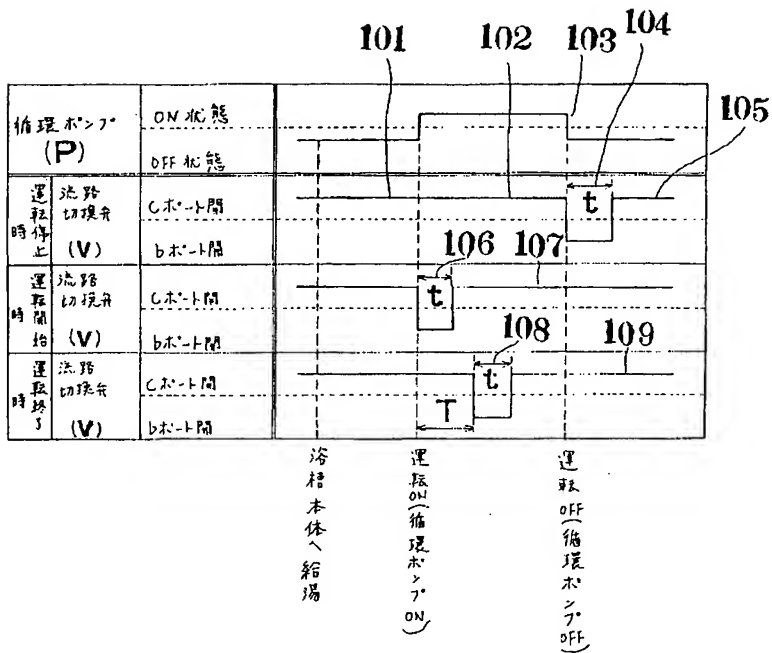 101
102
103
104
105
循環ポンプ
(P)
ON状態
OFF状態
運転停止時
流路
切換弁
(V)
Cポート開
bポート開
t
106
107
運転開始時
流路
切換弁
(V)
Cポート開
bポート開
t
108
109
運転終了時
流路
切換弁
(V)
Cポート開
bポート開
T
t
浴槽本体へ給湯
運転ON(循環ポンプON)
運転OFF(循環ポンプOFF)